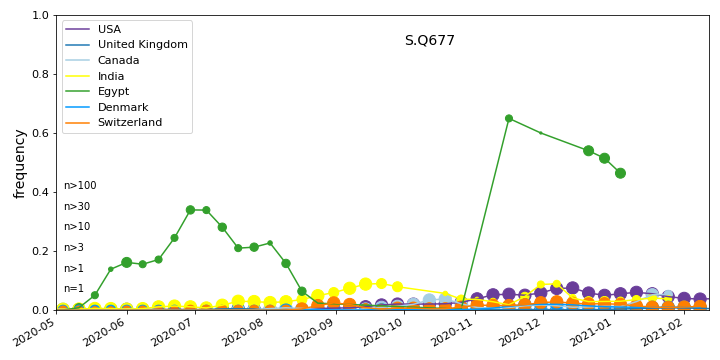 S.Q677
USA
United Kingdom
Canada
India
Egypt
Denmark
Switzerland
frequency
1.0
0.8
0.6
0.4
0.2
0.0
n>100
n>30
n>10
n>3
n>1
n=1
2020-05
2020-06
2020-07
2020-08
2020-09
2020-10
2020-11
2020-12
2021-01
2021-02